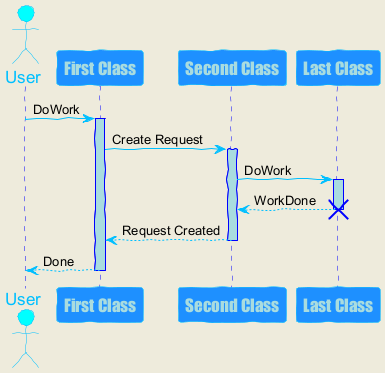 User
First Class
Second Class
Last Class
DoWork
Create Request
DoWork
WorkDone
Request Created
Done
User
First Class
Second Class
Last Class